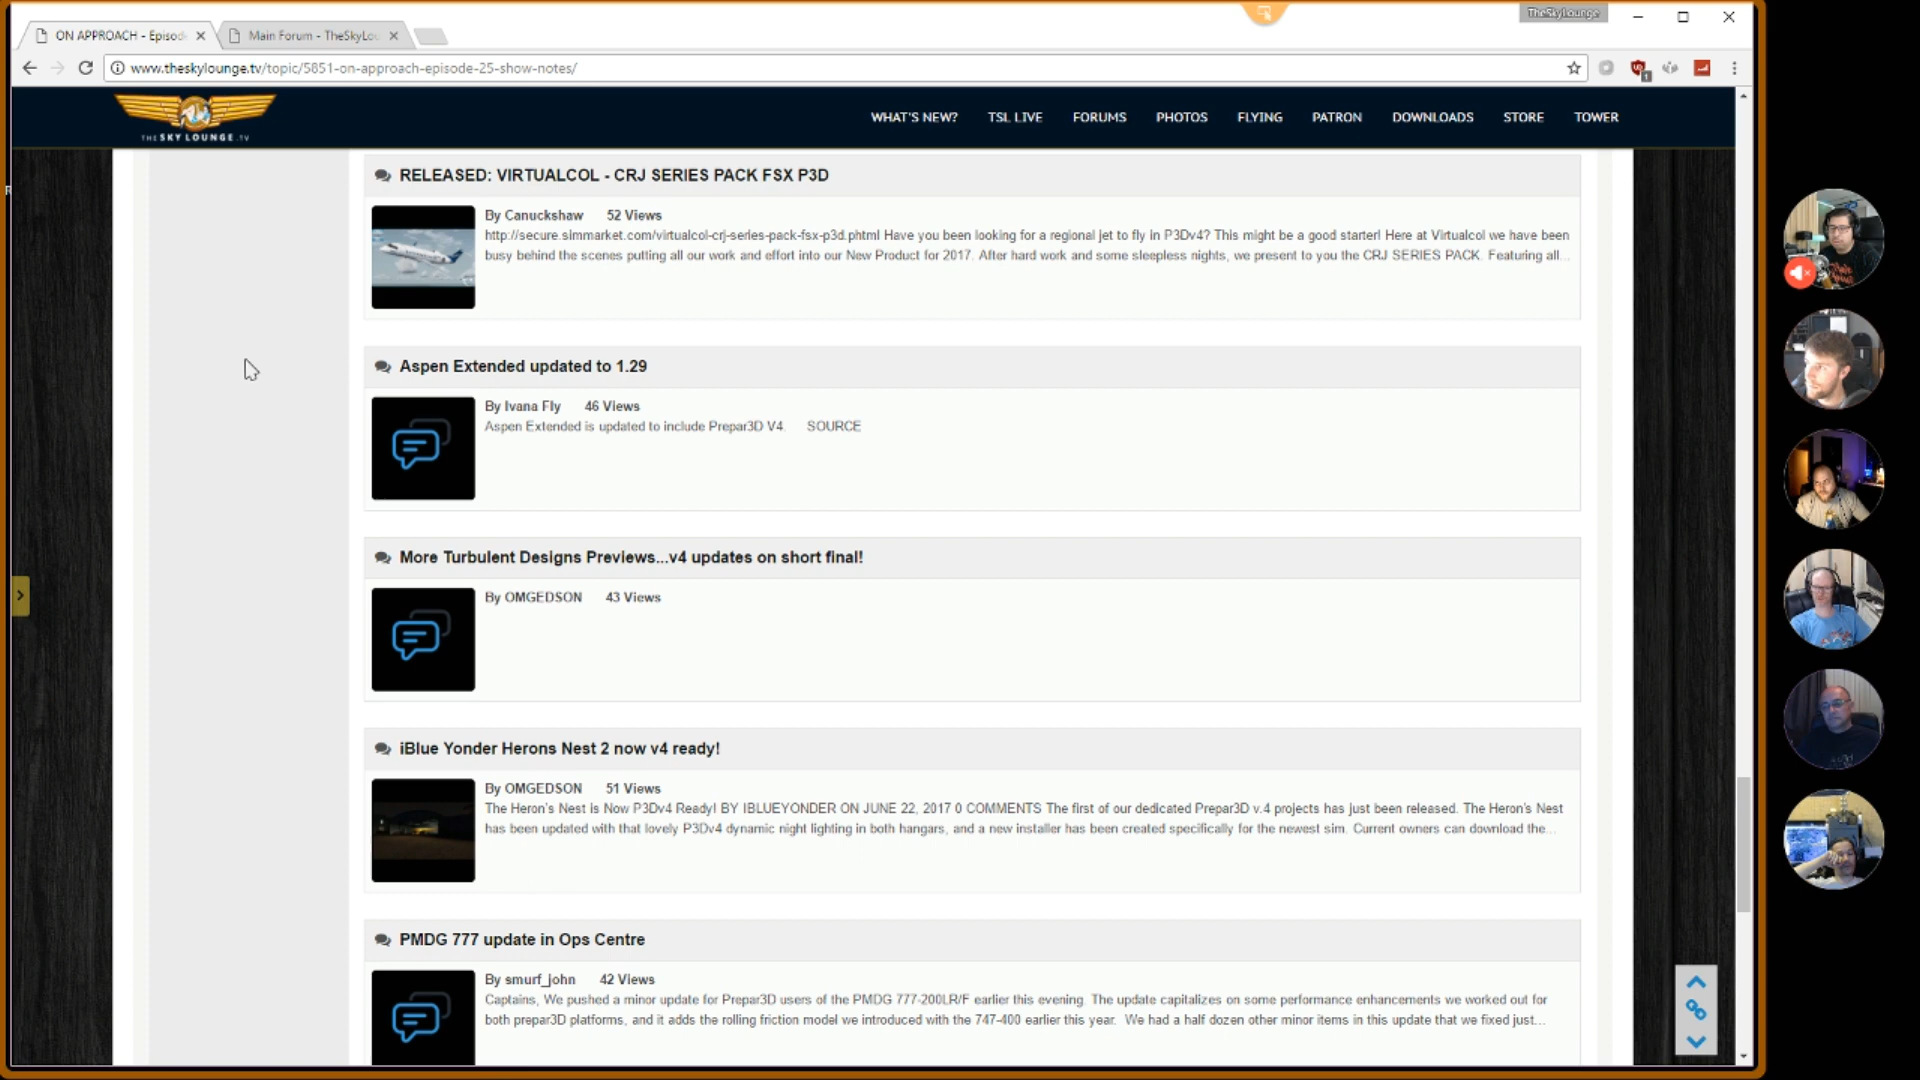 TheSkyLounge
ON APPROACH - Episod
Main Forum - TheSkyLou
www.theskylounge.tv/topic/5851-on-approach-episode-25-show-notes/
THE SKY LOUNGE .TV
WHAT'S NEW? TSL LIVE FORUMS PHOTOS FLYING PATRON DOWNLOADS STORE TOWER
RELEASED: VIRTUALCOL - CRJ SERIES PACK FSX P3D
By Canuckshaw 52 Views
http://secure.simmarket.com/virtualcol-crj-series-pack-fsx-p3d.phtml Have you been looking for a regional jet to fly in P3Dv4? This might be a good starter! Here at Virtualcol we have been
busy behind the scenes putting all our work and effort into our New Product for 2017. After hard work and some sleepless nights, we present to you the CRJ SERIES PACK. Featuring all...
Aspen Extended updated to 1.29
By Ivana Fly 46 Views
Aspen Extended is updated to include Prepar3D V4. SOURCE
More Turbulent Designs Previews...v4 updates on short final!
By OMGEDSON 43 Views
iBlue Yonder Herons Nest 2 now v4 ready!
By OMGEDSON 51 Views
The Heron's Nest is Now P3Dv4 Ready! BY IBLUEYONDER ON JUNE 22, 2017 0 COMMENTS The first of our dedicated Prepar3D v.4 projects has just been released. The Heron's Nest
has been updated with that lovely P3Dv4 dynamic night lighting in both hangars, and a new installer has been created specifically for the newest sim. Current owners can download the...
PMDG 777 update in Ops Centre
By smurf_john 42 Views
Captains, We pushed a minor update for Prepar3D users of the PMDG 777-200LR/F earlier this evening. The update capitalizes on some performance enhancements we worked out for
both prepar3D platforms, and it adds the rolling friction model we introduced with the 747-400 earlier this year. We had a half dozen other minor items in this update that we fixed just...